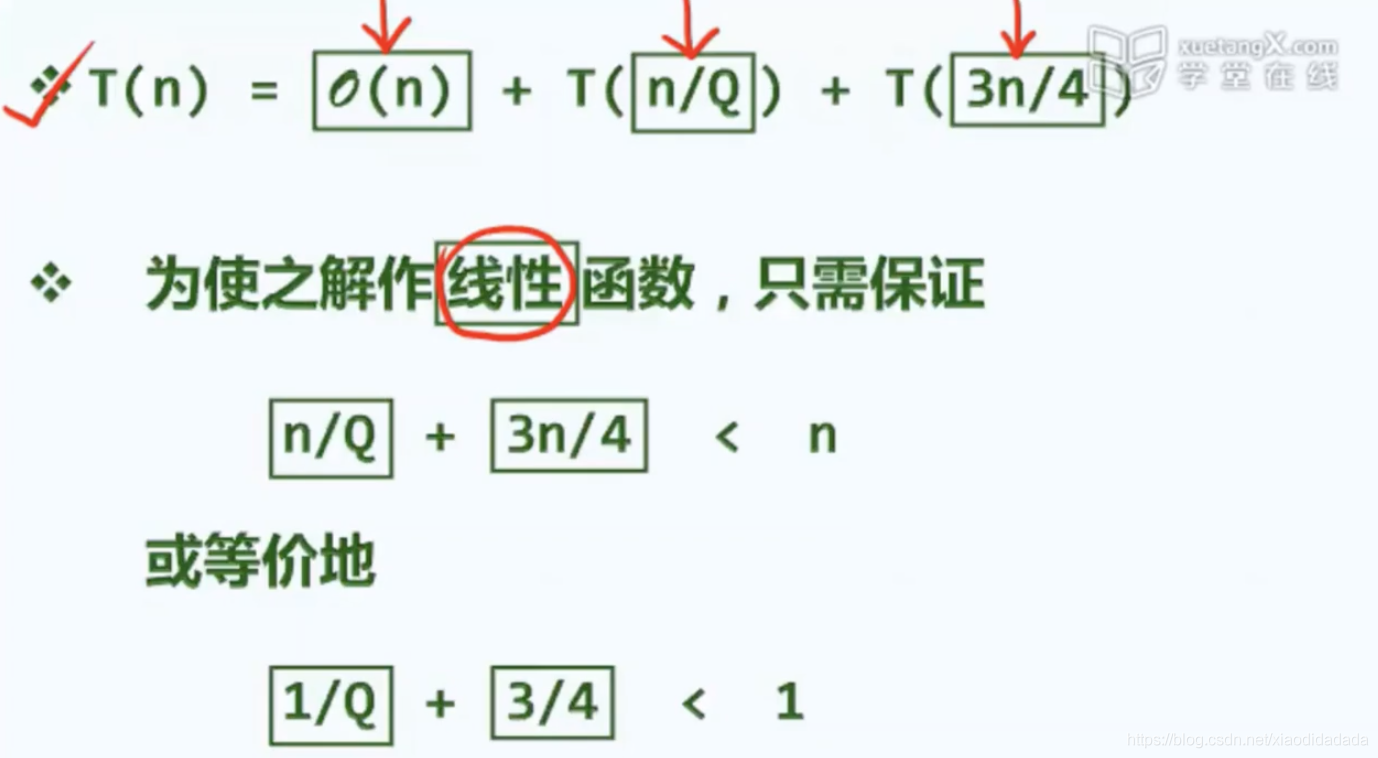 xuetangX.com
学堂在线
❖ T(n) = 𝒪(n) + T(n/Q) + T(3n/4)
❖ 为使之解作线性函数，只需保证
n/Q + 3n/4 < n
或等价地
1/Q + 3/4 < 1
https://blog.csdn.net/xiaodidadada